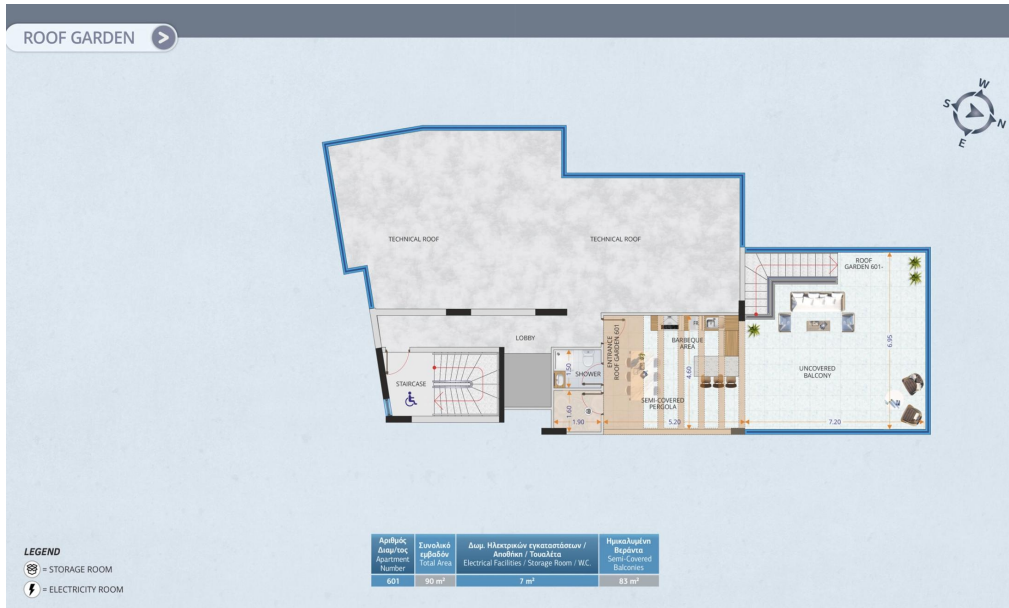 ROOF GARDEN
W
S
N
E
TECHNICAL ROOF
TECHNICAL ROOF
ROOF
GARDEN 601-
LOBBY
ENTRANCE
ROOF GARDEN 601
BARBEQUE
AREA
6.95
1.50
SHOWER
4.60
UNCOVERED
BALCONY
STAIRCASE
SEMI-COVERED
PERGOLA
1.60
1.90
5.20
7.20
LEGEND
= STORAGE ROOM
= ELECTRICITY ROOM
Αριθμός
Διαμ/τος
Apartment
Number
Συνολικό
εμβαδόν
Total Area
Δωμ. Ηλεκτρικών εγκαταστάσεων /
Αποθήκη / Τουαλέτα
Electrical Facilities / Storage Room / W.C.
Ημικαλυμένη
Βεράντα
Semi-Covered
Balconies
601
90 m²
7 m²
83 m²